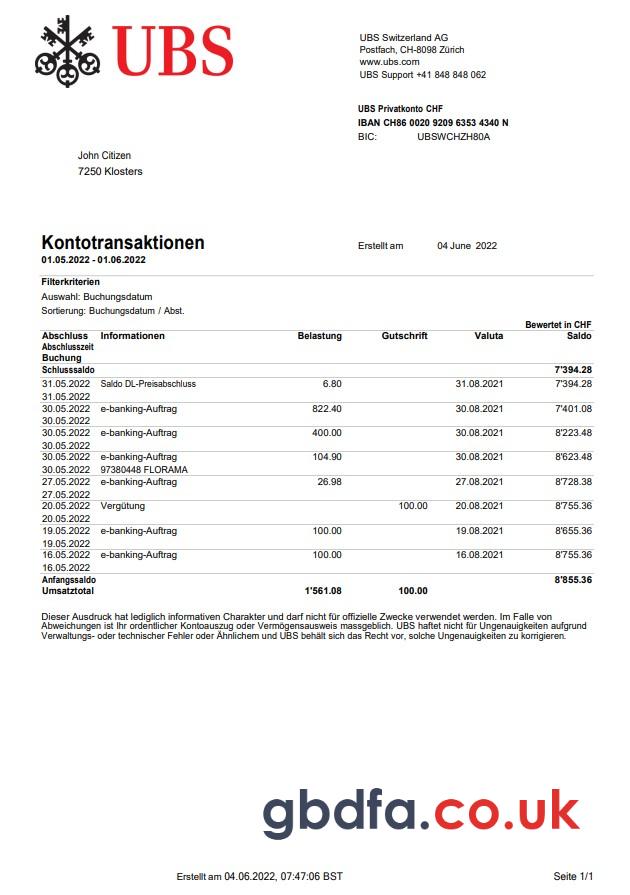 UBS
UBS Switzerland AG
Postfach, CH-8098 Zürich
www.ubs.com
UBS Support +41 848 848 062
UBS Privatkonto CHF
IBAN CH86 0020 9209 6353 4340 N
BIC: UBSWCHZH80A
John Citizen
7250 Klosters
Kontotransaktionen Erstellt am 04 June 2022
01.05.2022 - 01.06.2022
Filterkriterien
Auswahl: Buchungsdatum
Sortierung: Buchungsdatum / Abst.
Bewertet in CHF
Abschluss Informationen Belastung Gutschrift Valuta Saldo
Abschlusszeit
Buchung
Schlusssaldo 7'394.28
31.05.2022 Saldo DL-Preisabschluss 6.80 31.08.2021 7'394.28
31.05.2022
30.05.2022 e-banking-Auftrag 822.40 30.08.2021 7'401.08
30.05.2022
30.05.2022 e-banking-Auftrag 400.00 30.08.2021 8'223.48
30.05.2022
30.05.2022 e-banking-Auftrag 104.90 30.08.2021 8'623.48
30.05.2022 97380448 FLORAMA
27.05.2022 e-banking-Auftrag 26.98 27.08.2021 8'728.38
27.05.2022
20.05.2022 Vergütung 100.00 20.08.2021 8'755.36
20.05.2022
19.05.2022 e-banking-Auftrag 100.00 19.08.2021 8'655.36
19.05.2022
16.05.2022 e-banking-Auftrag 100.00 16.08.2021 8'755.36
16.05.2022
Anfangssaldo 8'855.36
Umsatztotal 1'561.08 100.00
Dieser Ausdruck hat lediglich informativen Charakter und darf nicht für offizielle Zwecke verwendet werden. Im Falle von
Abweichungen ist Ihr ordentlicher Kontoauszug oder Vermögensausweis massgeblich. UBS haftet nicht für Ungenauigkeiten aufgrund
Verwaltungs- oder technischer Fehler oder Ähnlichem und UBS behält sich das Recht vor, solche Ungenauigkeiten zu korrigieren.
gbdfa.co.uk
Erstellt am 04.06.2022, 07:47:06 BST Seite 1/1